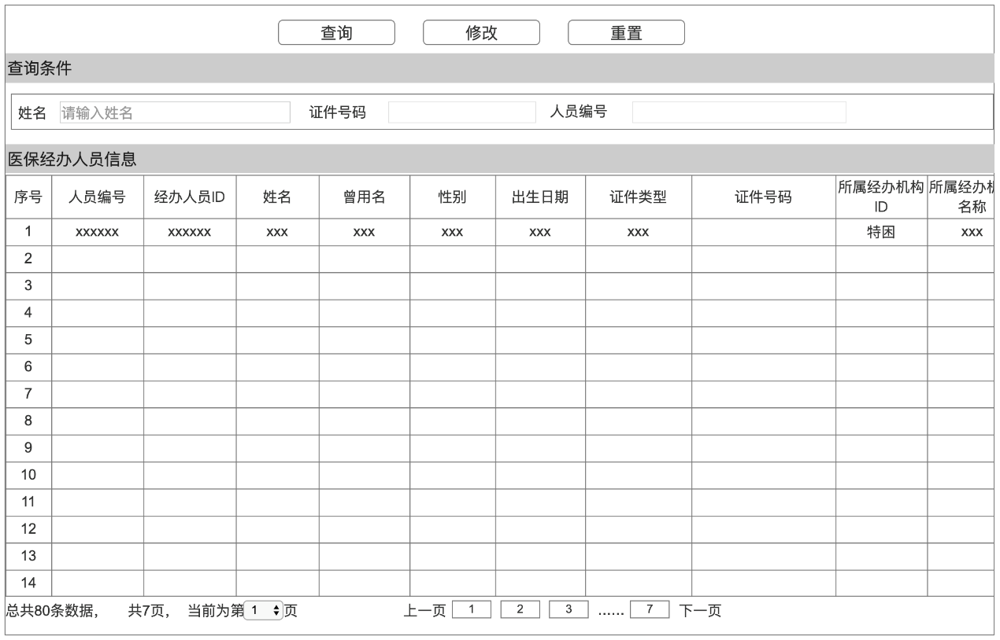 查询 修改 重置
查询条件
姓名 请输入姓名 证件号码 人员编号
医保经办人员信息
序号 人员编号 经办人员ID 姓名 曾用名 性别 出生日期 证件类型 证件号码 所属经办机构ID 所属经办机名称
1 xxxxxx xxxxxx xxx xxx xxx xxx xxx 特困 xxx
2
3
4
5
6
7
8
9
10
11
12
13
14
总共80条数据, 共7页, 当前为第 1 页 上一页 1 2 3 ...... 7 下一页